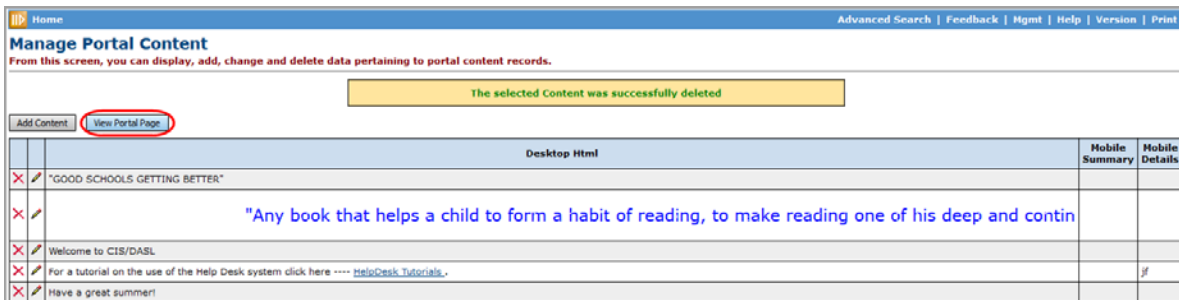 Home Advanced Search | Feedback | Mgmt | Help | Version | Print
Manage Portal Content
From this screen, you can display, add, change and delete data pertaining to portal content records.
The selected Content was successfully deleted
Add Content View Portal Page
Desktop Html Mobile Summary Mobile Details
"GOOD SCHOOLS GETTING BETTER"
"Any book that helps a child to form a habit of reading, to make reading one of his deep and contin
Welcome to CIS/DASL
For a tutorial on the use of the Help Desk system click here ---- HelpDesk Tutorials . jf
Have a great summer!